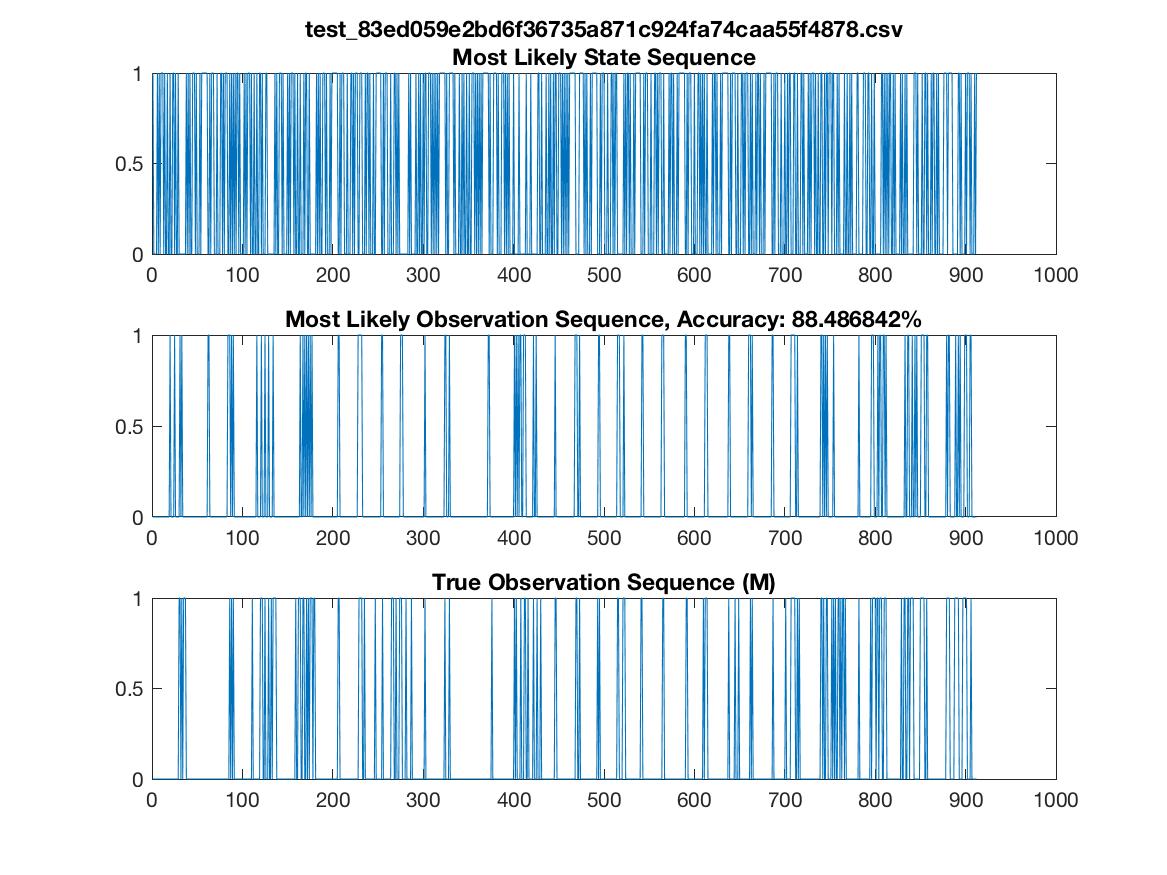 test_83ed059e2bd6f36735a871c924fa74caa55f4878.csv
Most Likely State Sequence
1
0.5
0
0 100 200 300 400 500 600 700 800 900 1000
Most Likely Observation Sequence, Accuracy: 88.486842%
1
0.5
0
0 100 200 300 400 500 600 700 800 900 1000
True Observation Sequence (M)
1
0.5
0
0 100 200 300 400 500 600 700 800 900 1000